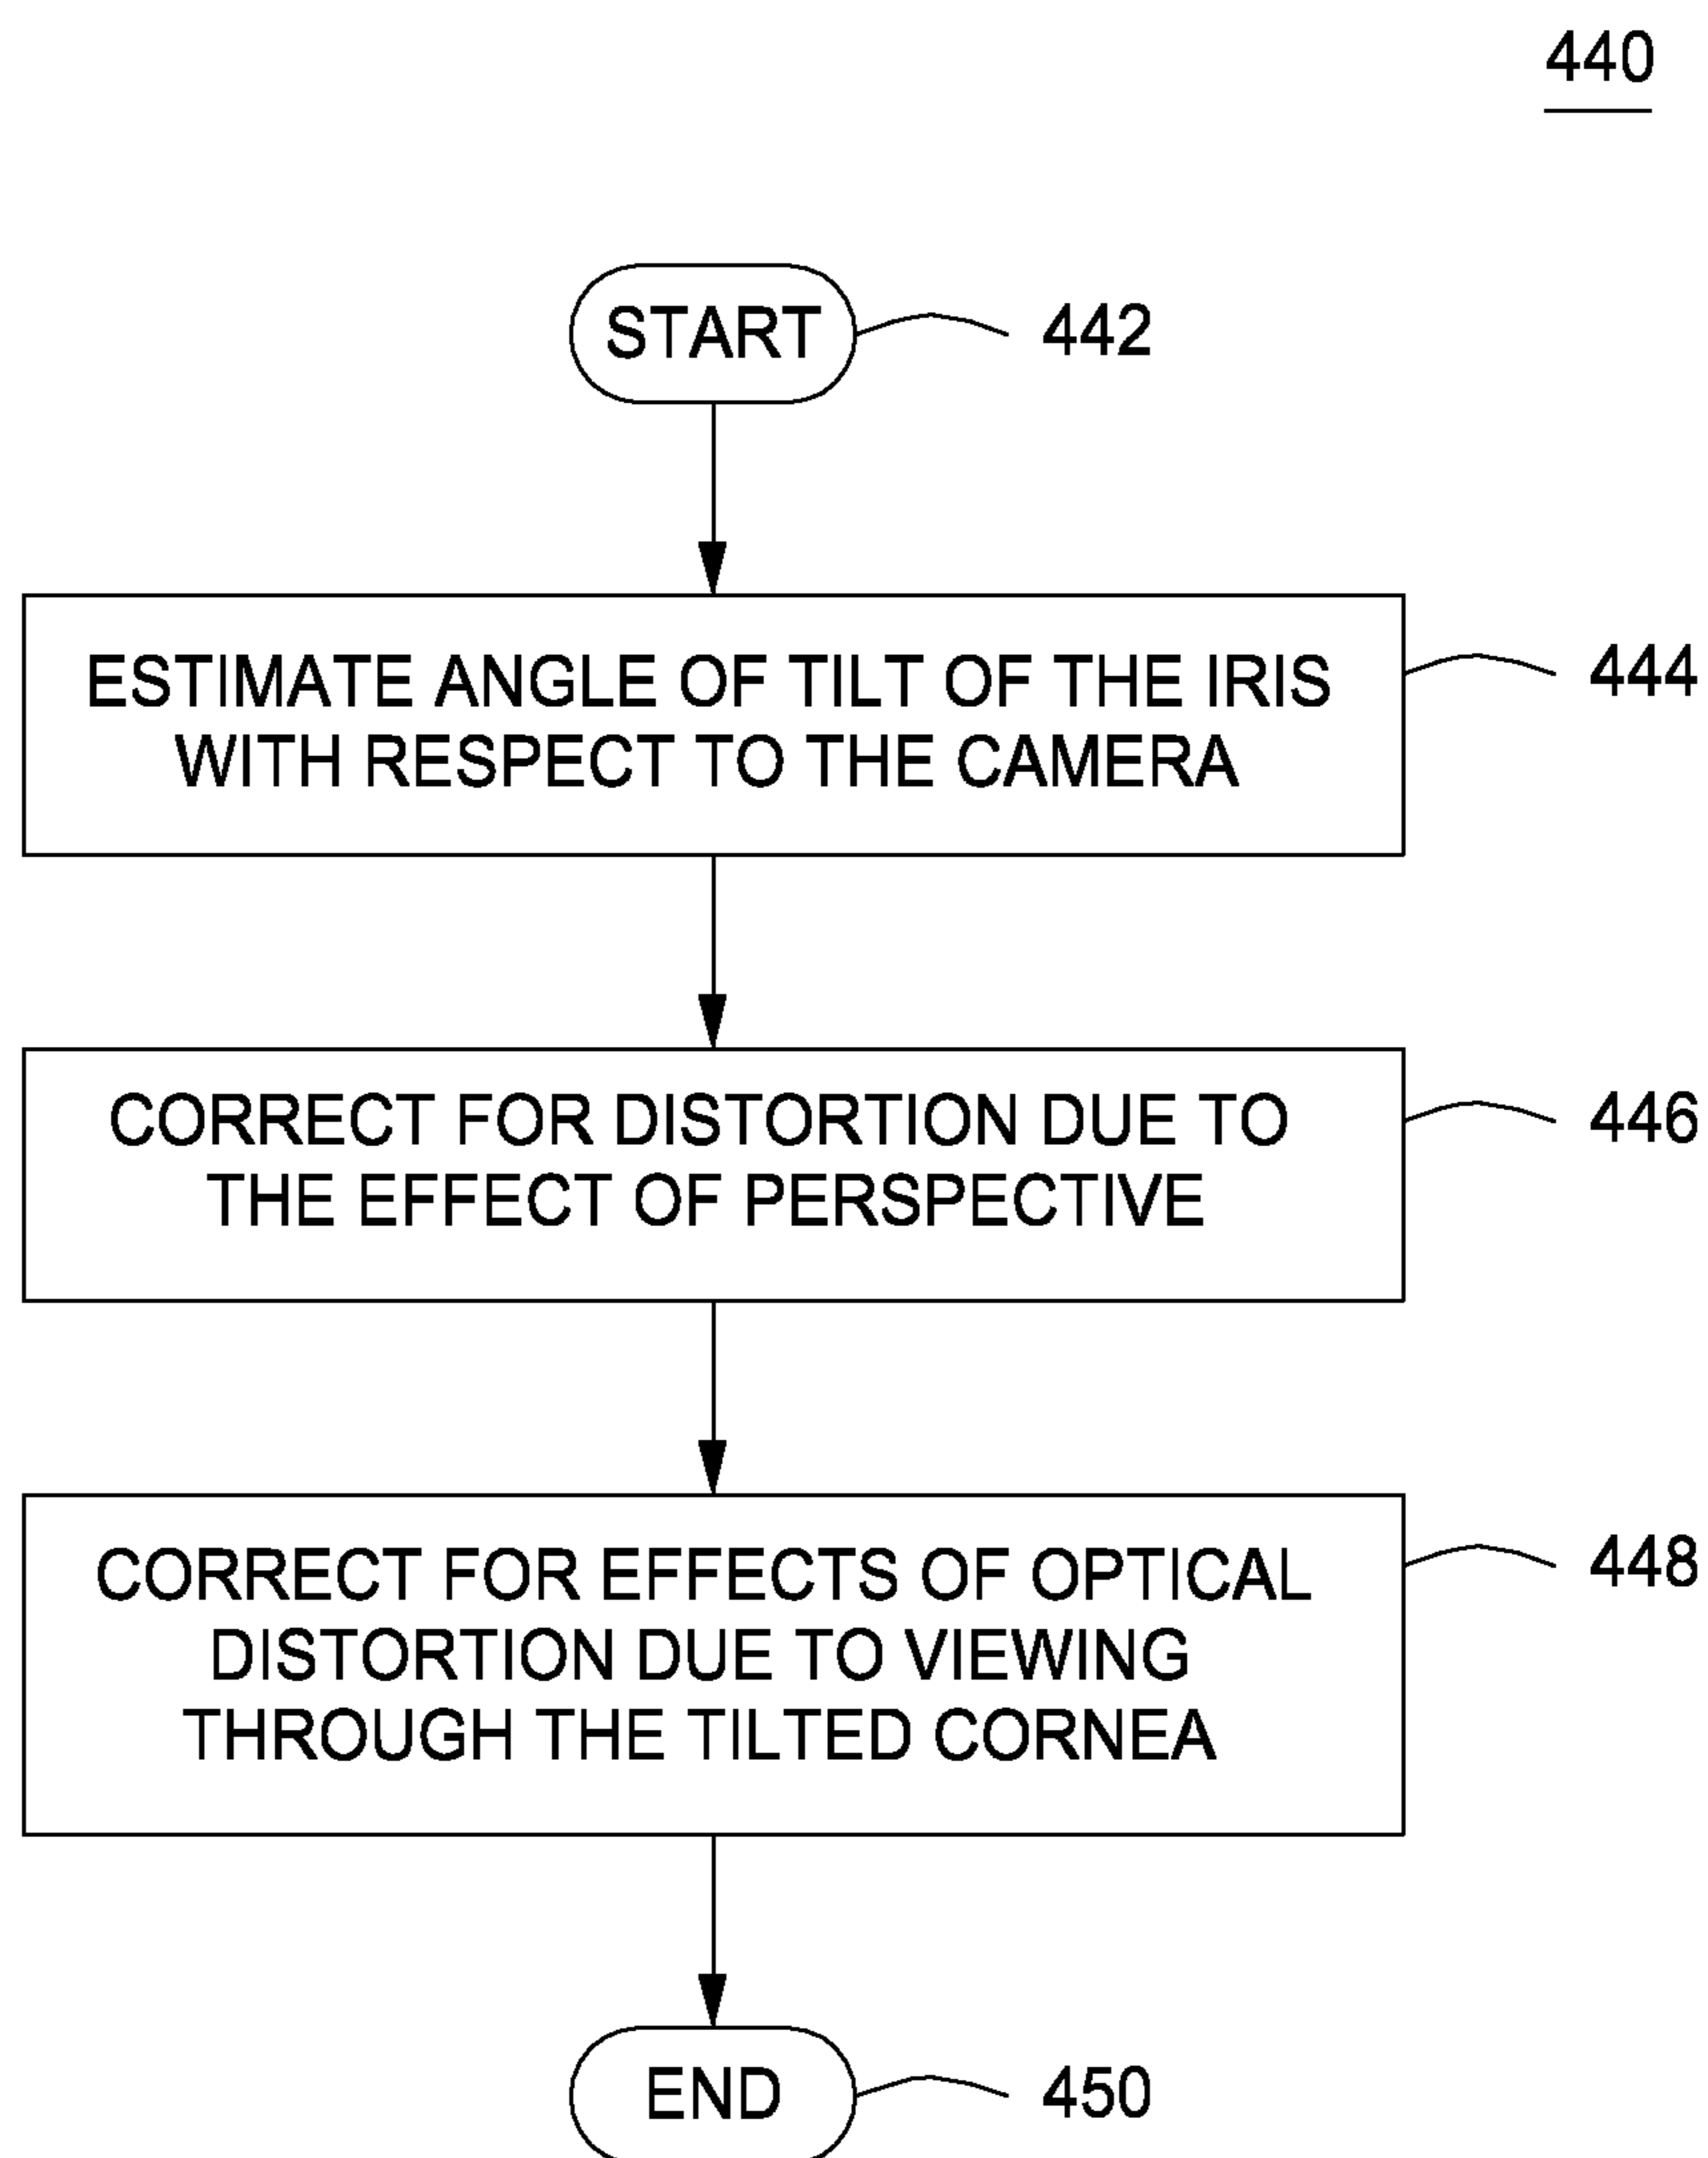 440
START
442
ESTIMATE ANGLE OF TILT OF THE IRIS
WITH RESPECT TO THE CAMERA
444
CORRECT FOR DISTORTION DUE TO
THE EFFECT OF PERSPECTIVE
446
CORRECT FOR EFFECTS OF OPTICAL
DISTORTION DUE TO VIEWING
THROUGH THE TILTED CORNEA
448
END
450